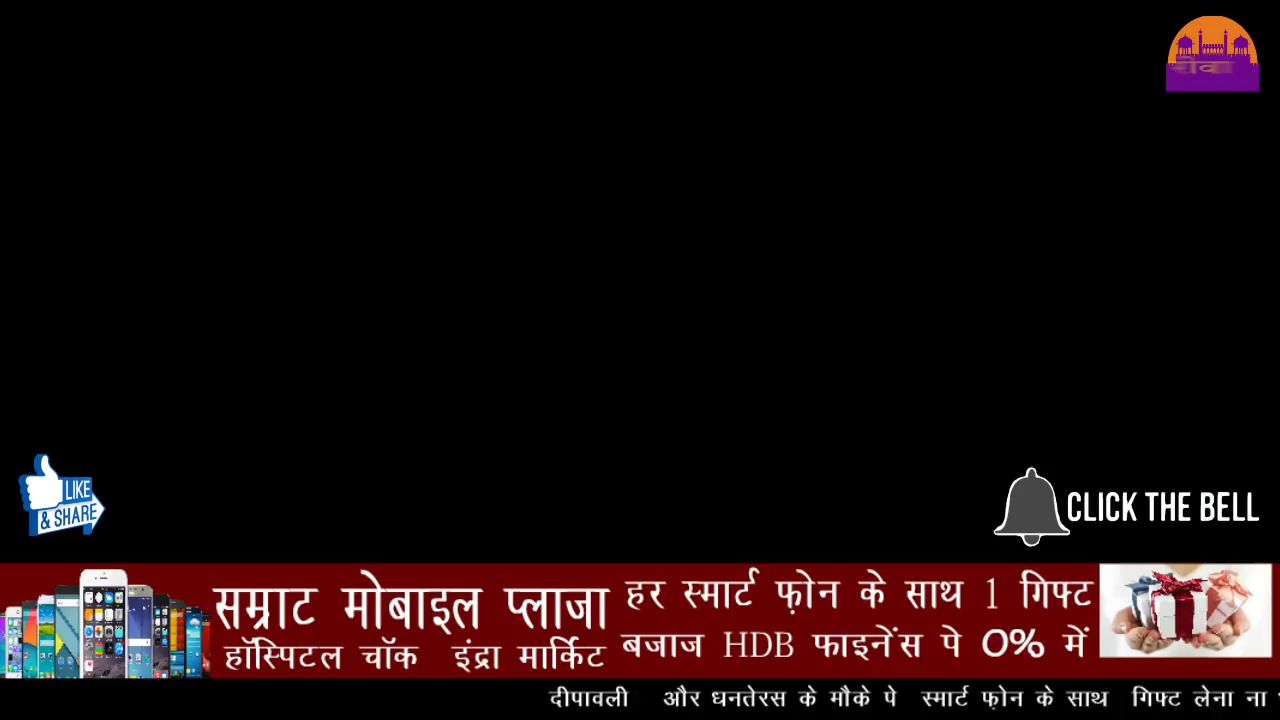 LIKE
& SHARE
CLICK THE BELL
सम्राट मोबाइल प्लाजा
हॉस्पिटल चॉक इंद्रा मार्किट
हर स्मार्ट फ़ोन के साथ 1 गिफ्ट
बजाज HDB फाइनेंस पे 0% में
दीपावली और धनतेरस के मौके पे स्मार्ट फ़ोन के साथ गिफ्ट लेना ना